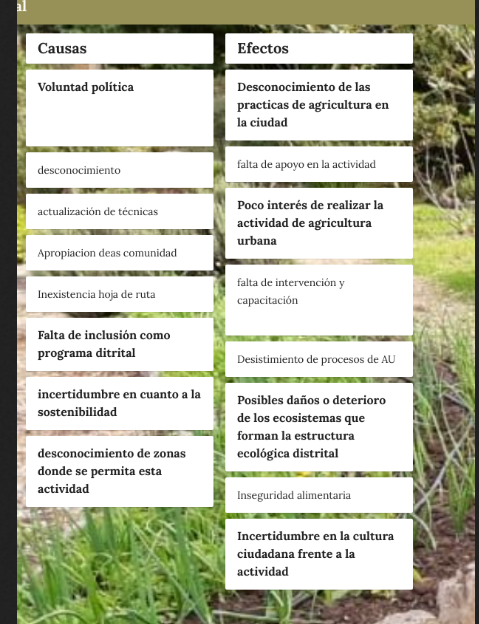 al
Causas
Voluntad política
desconocimiento
actualización de técnicas
Apropiacion deas comunidad
Inexistencia hoja de ruta
Falta de inclusión como
programa ditrital
incertidumbre en cuanto a la
sostenibilidad
desconocimiento de zonas
donde se permita esta
actividad
Efectos
Desconocimiento de las
practicas de agricultura en
la ciudad
falta de apoyo en la actividad
Poco interés de realizar la
actividad de agricultura
urbana
falta de intervención y
capacitación
Desistimiento de procesos de AU
Posibles daños o deterioro
de los ecosistemas que
forman la estructura
ecológica distrital
Inseguridad alimentaria
Incertidumbre en la cultura
ciudadana frente a la
actividad